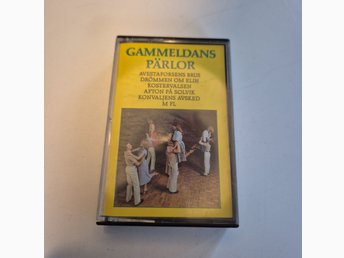 GAMMELDANS
PÄRLOR
AVESTAFORSENS BRUS
DRÖMMEN OM ELIN
KOSTERVALSEN
AFTON PÅ SOLVIK
KONVALJENS AVSKED
M FL